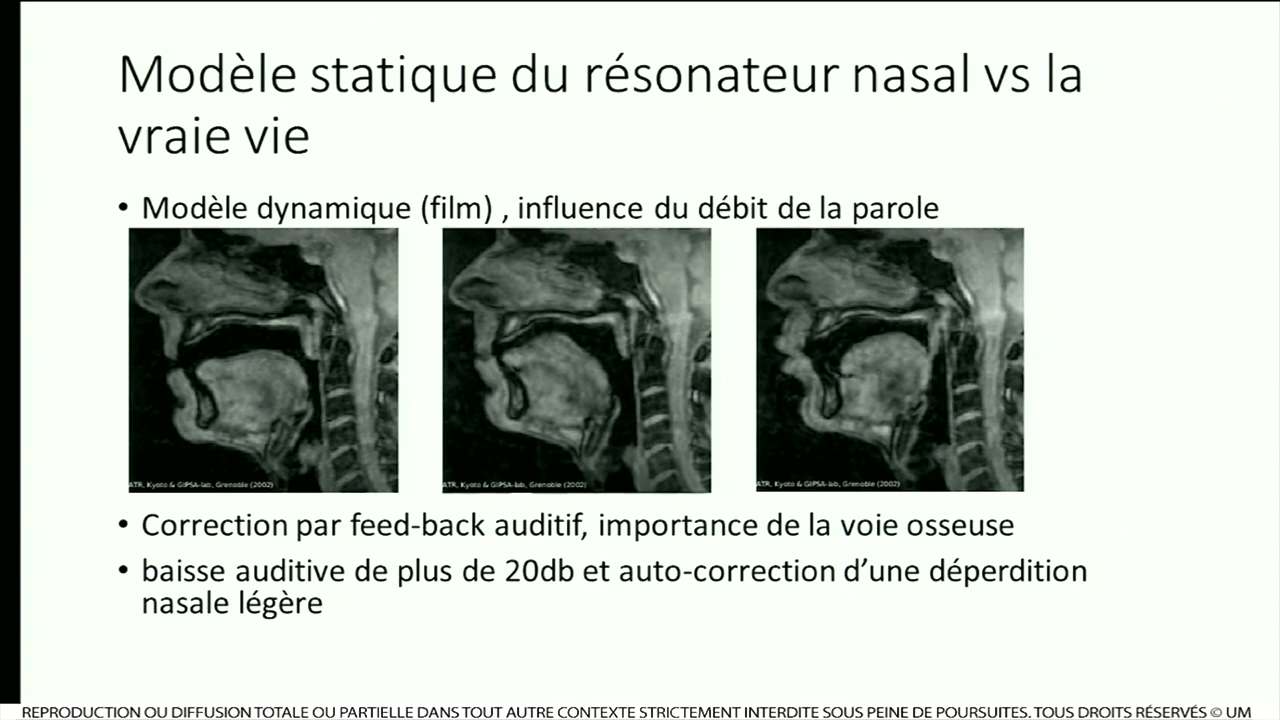 Modèle statique du résonateur nasal vs la
vraie vie
• Modèle dynamique (film) , influence du débit de la parole
ATR, Kyoto & GIPSA-lab, Grenoble (2002)
ATR, Kyoto & GIPSA-lab, Grenoble (2002)
ATR, Kyoto & GIPSA-lab, Grenoble (2002)
• Correction par feed-back auditif, importance de la voie osseuse
• baisse auditive de plus de 20db et auto-correction d’une déperdition
nasale légère
REPRODUCTION OU DIFFUSION TOTALE OU PARTIELLE DANS TOUT AUTRE CONTEXTE STRICTEMENT INTERDITE SOUS PEINE DE POURSUITES. TOUS DROITS RÉSERVÉS © UM